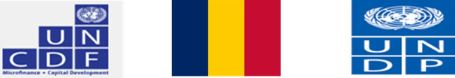 UN
CDF
Microfinance • Capital Development
UN
DP